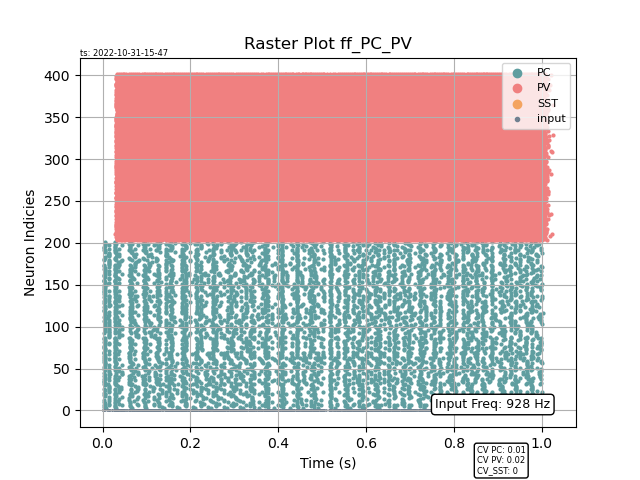 Raster Plot ff_PC_PV
ts: 2022-10-31-15-47
PC
PV
SST
input
400
350
300
250
200
150
100
50
0
Neuron Indicies
Input Freq: 928 Hz
0.0 0.2 0.4 0.6 0.8 1.0
Time (s)
CV PC: 0.01
CV PV: 0.02
CV_SST: 0